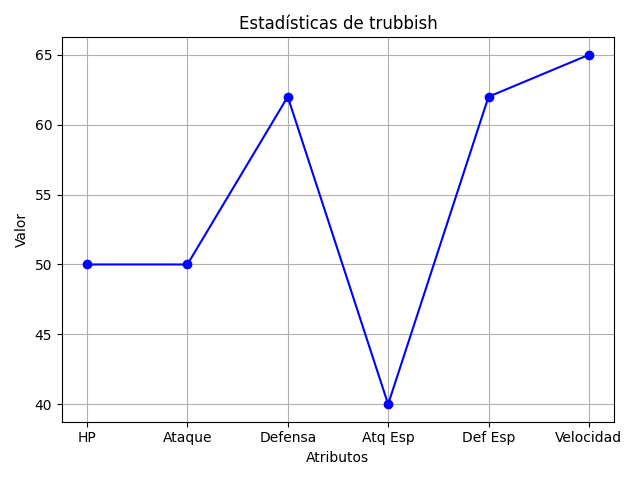 Estadísticas de trubbish
Valor
65
60
55
50
45
40
HP Ataque Defensa Atq Esp Def Esp Velocidad
Atributos